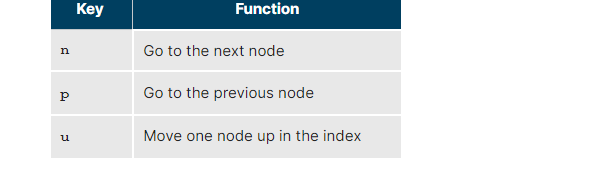 Key Function
n Go to the next node
p Go to the previous node
u Move one node up in the index